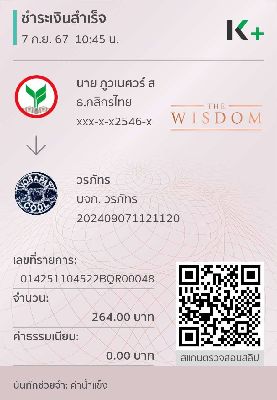 ชำระเงินสำเร็จ
7 ก.ย. 67 10:45 น.
K+
นาย ภูวเนศวร์ ส
ธ.กสิกรไทย
xxx-x-x2546-x
THE
WISDOM
วรภัทร
บจก. วรภัทร
202409071121120
เลขที่รายการ:
014251104522BQR00048
จำนวน:
264.00 บาท
ค่าธรรมเนียม:
0.00 บาท
สแกนตรวจสอบสลิป
บันทึกช่วยจำ: ค่าน้ำแข็ง